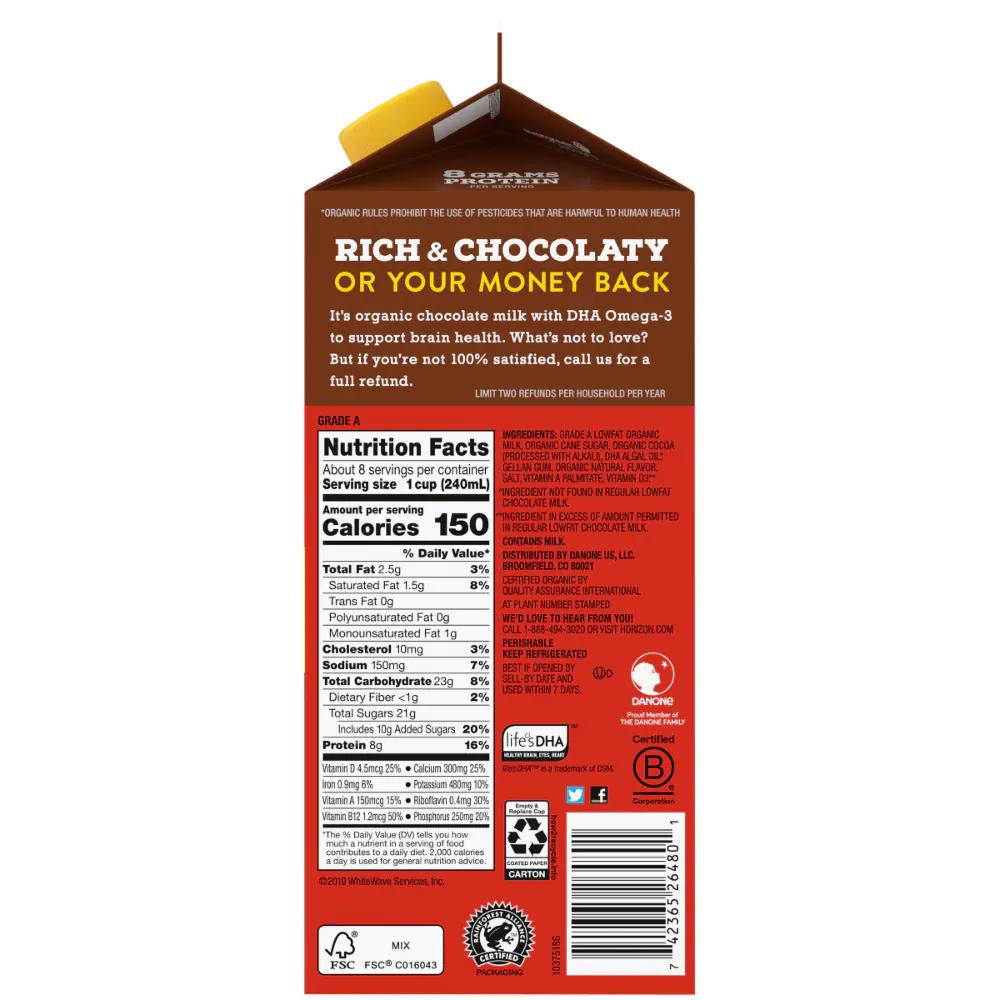 8 GRAMS
PROTEIN
PER SERVING
*ORGANIC RULES PROHIBIT THE USE OF PESTICIDES THAT ARE HARMFUL TO HUMAN HEALTH
RICH & CHOCOLATY
OR YOUR MONEY BACK
It's organic chocolate milk with DHA Omega-3
to support brain health. What's not to love?
But if you're not 100% satisfied, call us for a
full refund.
LIMIT TWO REFUNDS PER HOUSEHOLD PER YEAR
GRADE A
Nutrition Facts
About 8 servings per container
Serving size 1 cup (240mL)
Amount per serving
Calories 150
% Daily Value*
Total Fat 2.5g 3%
Saturated Fat 1.5g 8%
Trans Fat 0g
Polyunsaturated Fat 0g
Monounsaturated Fat 1g
Cholesterol 10mg 3%
Sodium 150mg 7%
Total Carbohydrate 23g 8%
Dietary Fiber <1g 2%
Total Sugars 21g
Includes 10g Added Sugars 20%
Protein 8g 16%
Vitamin D 4.5mcg 25% • Calcium 300mg 25%
Iron 0.9mg 6% • Potassium 480mg 10%
Vitamin A 150mcg 15% • Riboflavin 0.4mg 30%
Vitamin B12 1.2mcg 50% • Phosphorus 250mg 20%
*The % Daily Value (DV) tells you how
much a nutrient in a serving of food
contributes to a daily diet. 2,000 calories
a day is used for general nutrition advice.
©2019 WhiteWave Services, Inc.
INGREDIENTS: GRADE A LOWFAT ORGANIC
MILK, ORGANIC CANE SUGAR, ORGANIC COCOA
(PROCESSED WITH ALKALI), DHA ALGAL OIL*,
GELLAN GUM, ORGANIC NATURAL FLAVOR,
SALT, VITAMIN A PALMITATE, VITAMIN D3.**
*INGREDIENT NOT FOUND IN REGULAR LOWFAT
CHOCOLATE MILK.
**INGREDIENT IN EXCESS OF AMOUNT PERMITTED
IN REGULAR LOWFAT CHOCOLATE MILK.
CONTAINS MILK.
DISTRIBUTED BY DANONE US, LLC.
BROOMFIELD, CO 80021
CERTIFIED ORGANIC BY
QUALITY ASSURANCE INTERNATIONAL
AT PLANT NUMBER STAMPED
WE'D LOVE TO HEAR FROM YOU!
CALL 1-888-494-3020 OR VISIT HORIZON.COM
PERISHABLE
KEEP REFRIGERATED
BEST IF OPENED BY
SELL-BY DATE AND
USED WITHIN 7 DAYS.
UD
DANONE
Proud Member of
THE DANONE FAMILY
life'sDHA™
HEALTHY BRAIN, EYES, HEART
life'sDHA™ is a trademark of DSM.
Certified
B
®
Corporation
Empty &
Replace Cap
COATED PAPER
CARTON
how2recycle.info
7 42365 26480 1
10375186
RAINFOREST ALLIANCE
CERTIFIED
PACKAGING
FSC
MIX
FSC® C016043